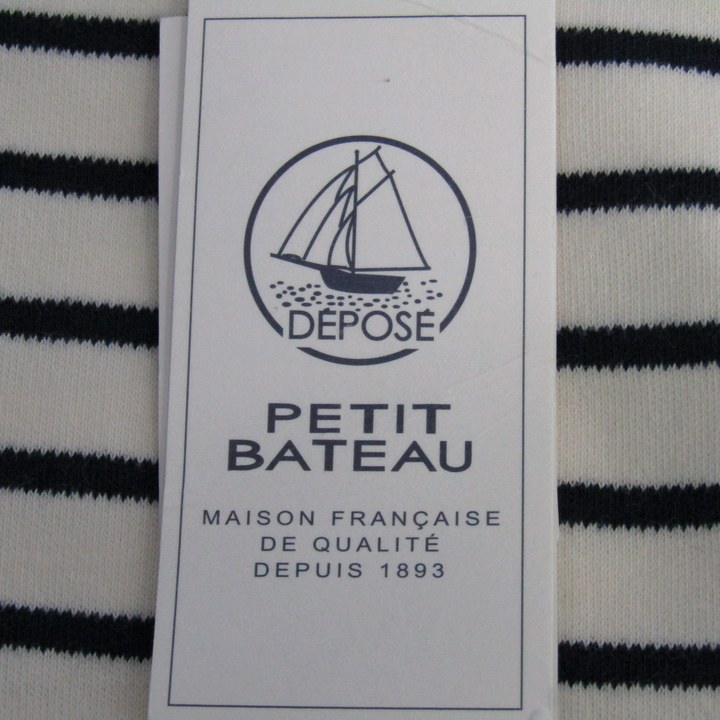 DÉPOSÉ
PETIT
BATEAU
MAISON FRANÇAISE
DE QUALITÉ
DEPUIS 1893